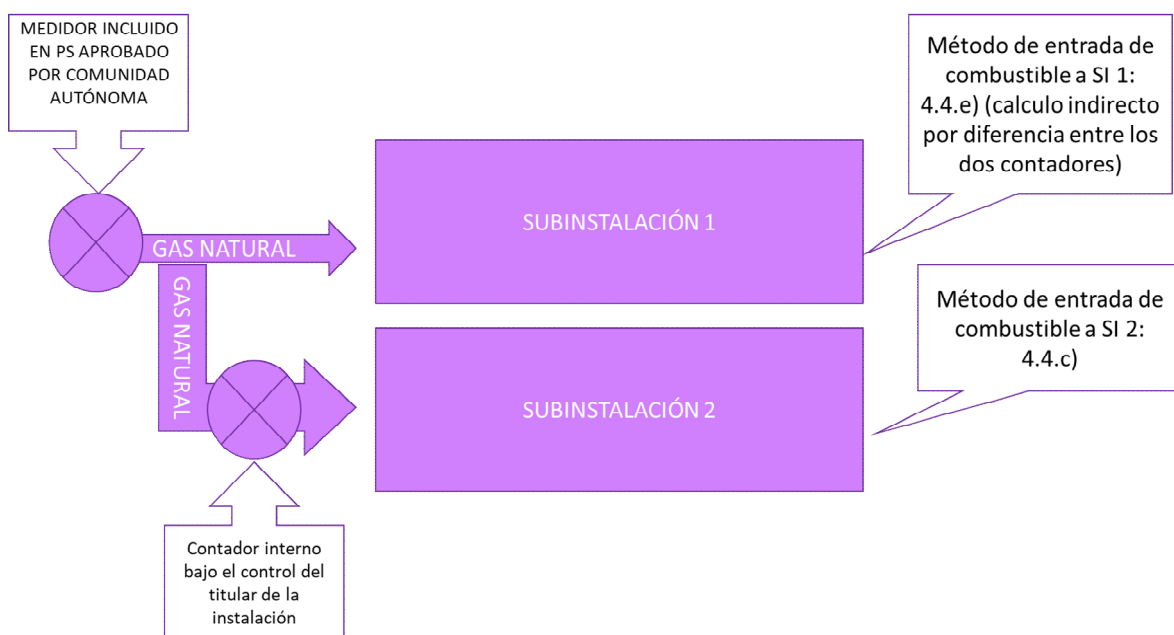 MEDIDOR INCLUIDO
EN PS APROBADO
POR COMUNIDAD
AUTÓNOMA
Método de entrada de
combustible a SI 1:
4.4.e) (calculo indirecto
por diferencia entre los
dos contadores)
SUBINSTALACIÓN 1
GAS NATURAL
GAS NATURAL
Método de entrada de
combustible a SI 2:
4.4.c)
SUBINSTALACIÓN 2
Contador interno
bajo el control del
titular de la
instalación